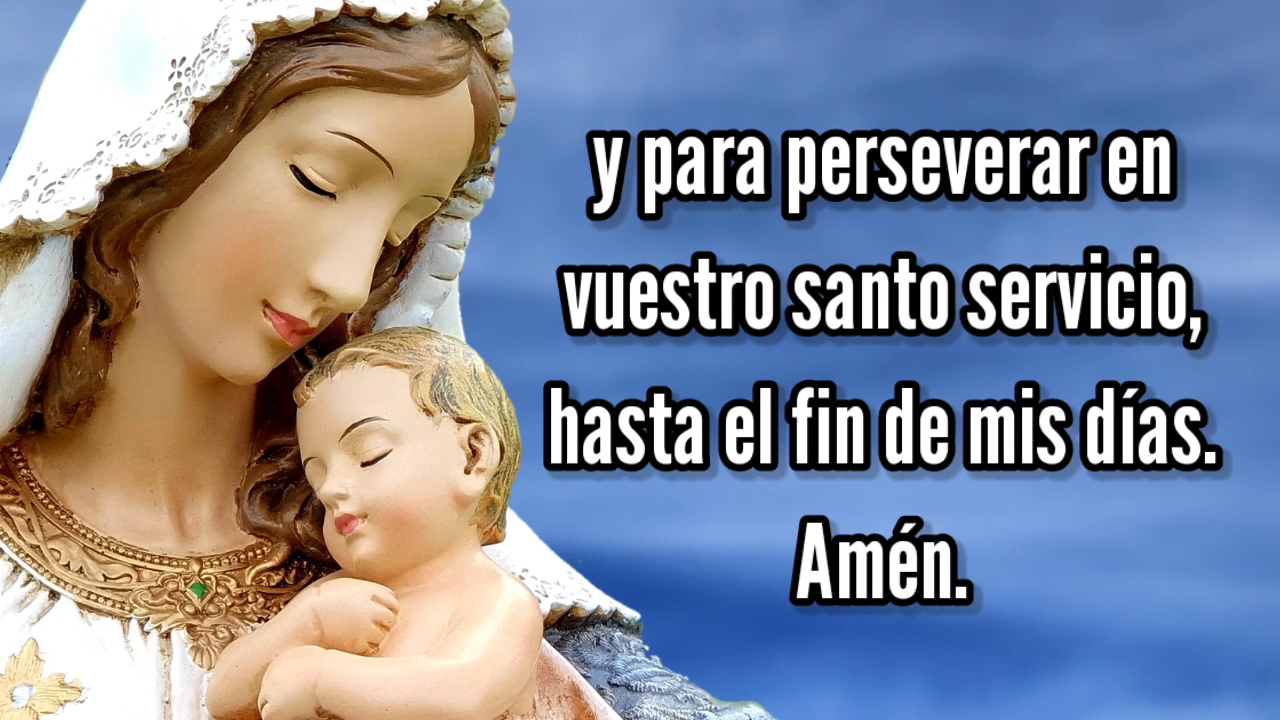 y para perseverar en
vuestro santo servicio,
hasta el fin de mis días.
Amén.